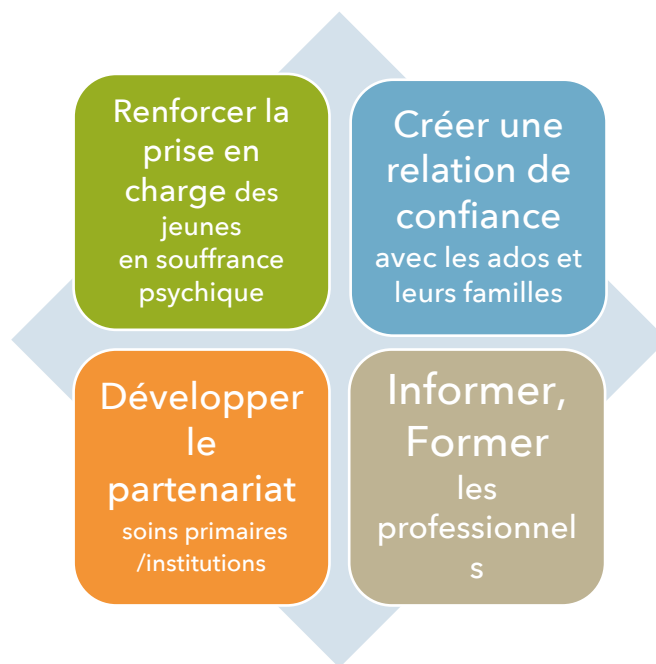 Renforcer la
prise en
charge des
jeunes
en souffrance
psychique
Créer une
relation de
confiance
avec les ados et
leurs familles
Développer
le
partenariat
soins primaires
/institutions
Informer,
Former
les
professionnel
s